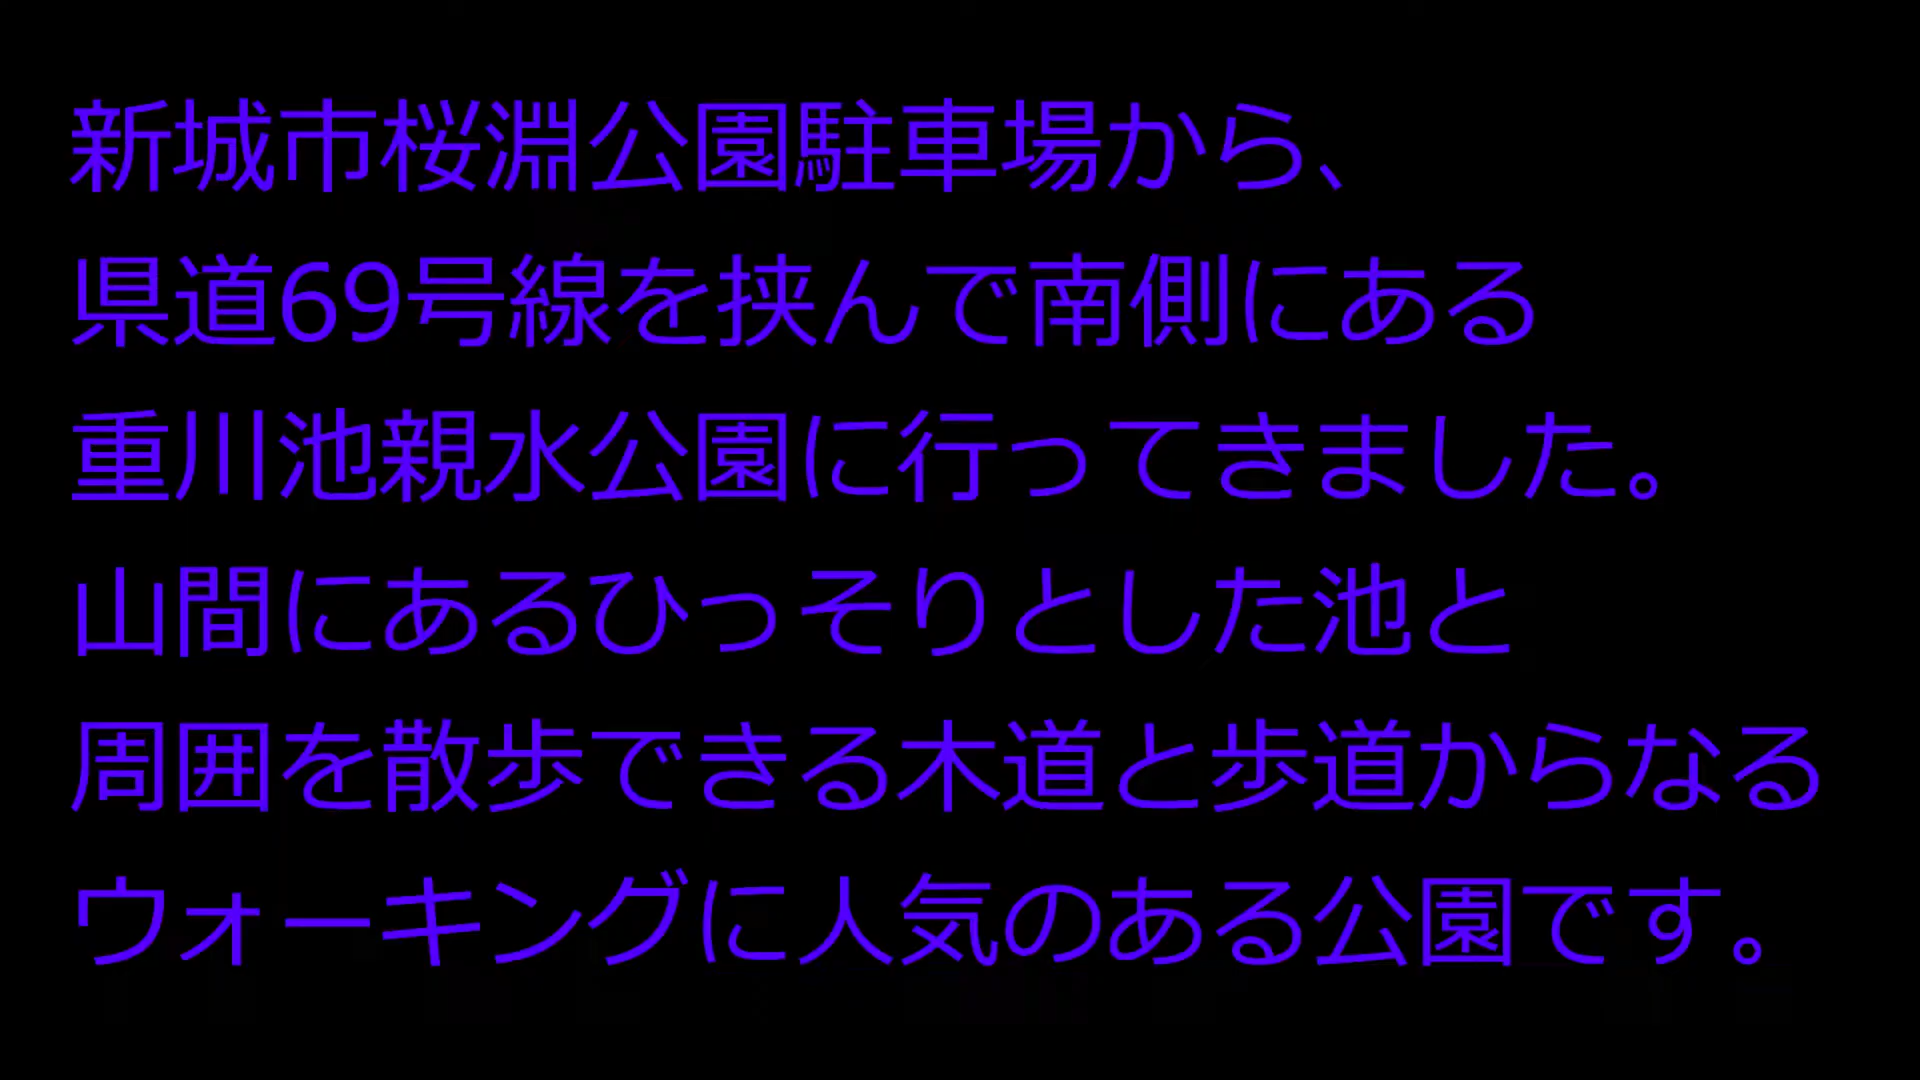 新城市桜淵公園駐車場から、
県道69号線を挟んで南側にある
重川池親水公園に行ってきました。
山間にあるひっそりとした池と
周囲を散歩できる木道と歩道からなる
ウォーキングに人気のある公園です。